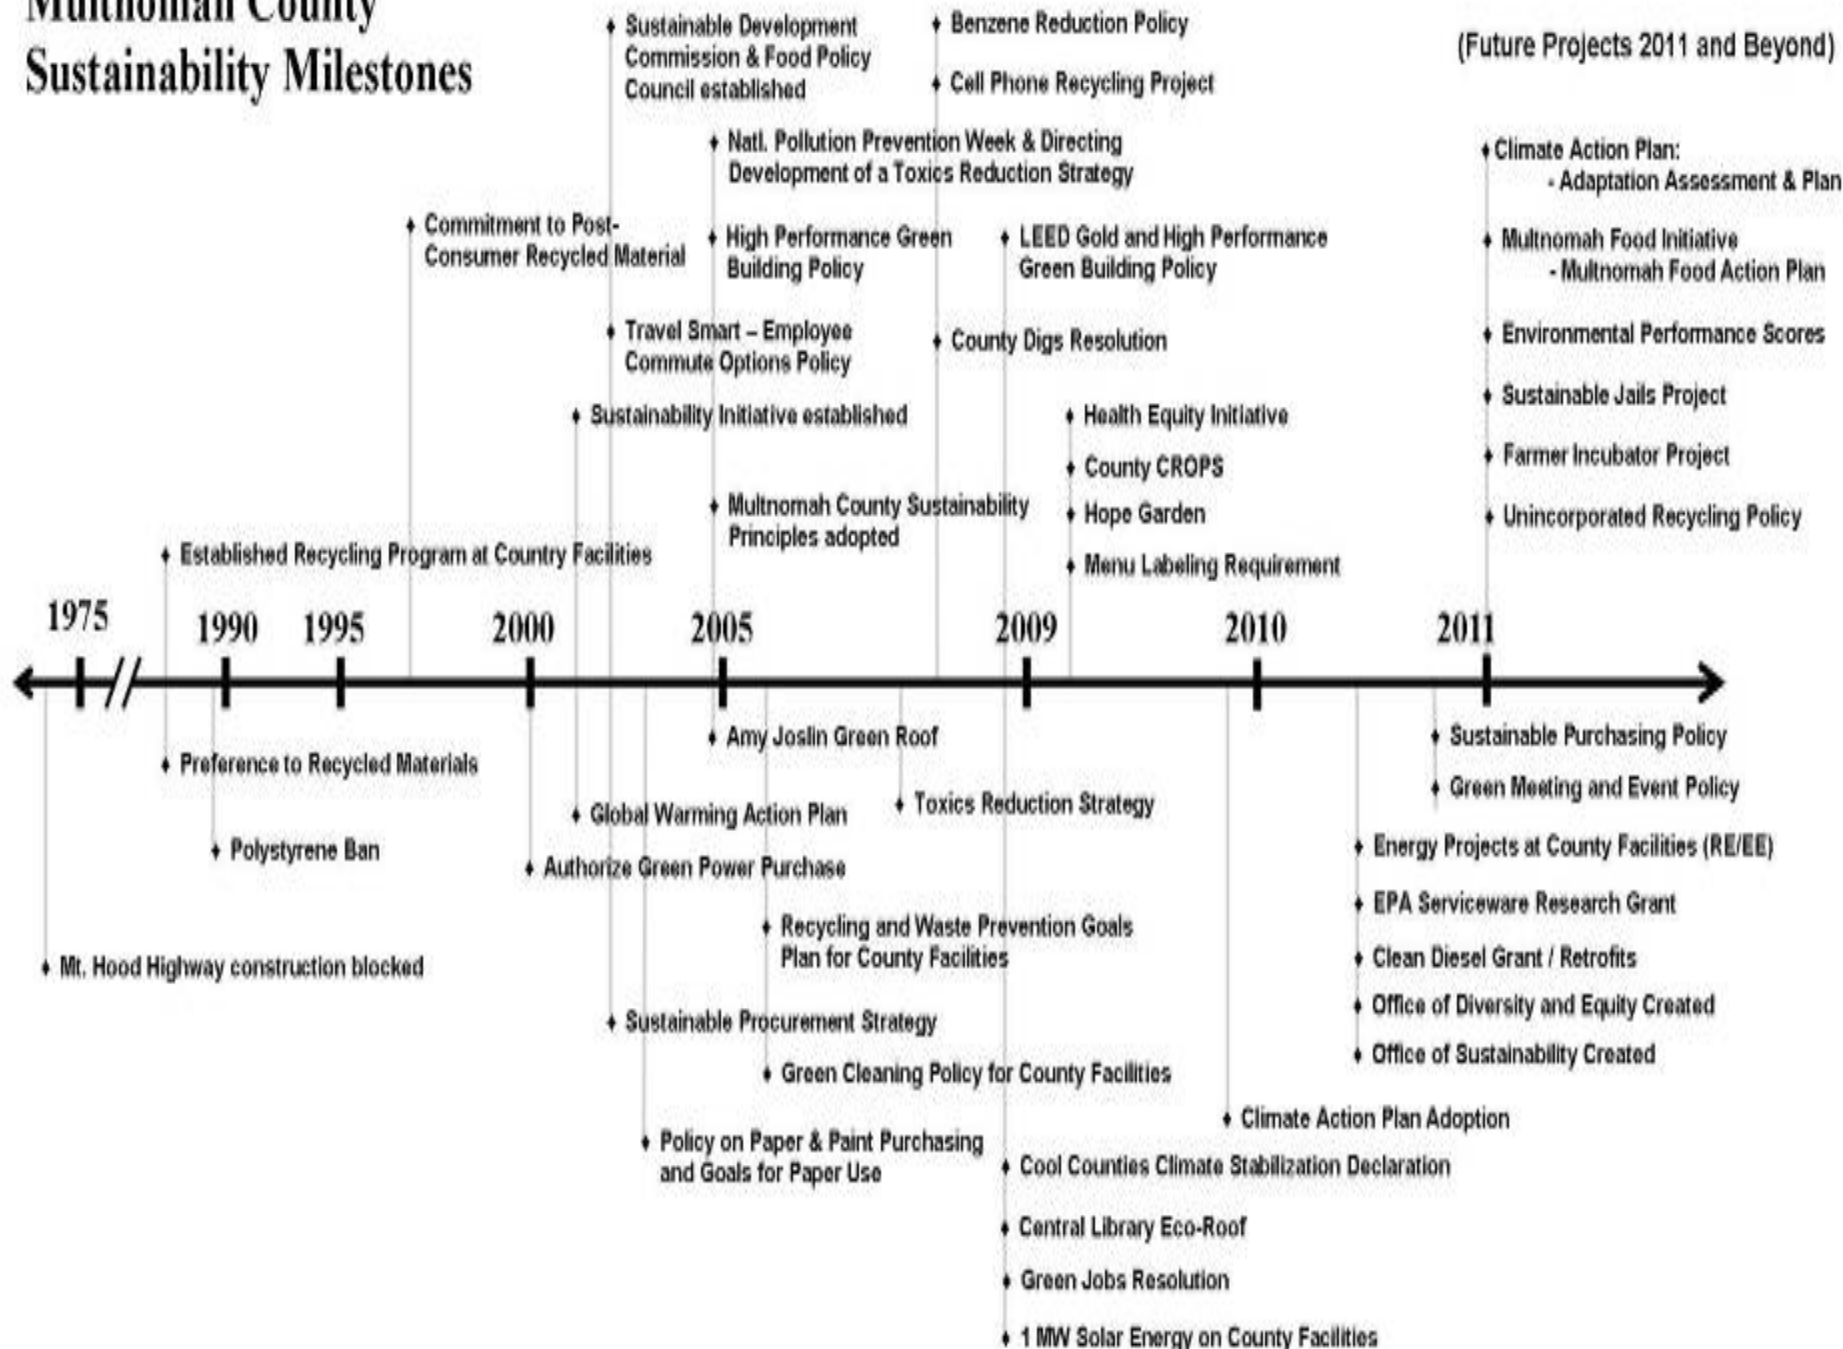 Multnomah County
Sustainability Milestones
(Future Projects 2011 and Beyond)
Sustainable Development
Commission & Food Policy
Council established
Benzene Reduction Policy
Cell Phone Recycling Project
Natl. Pollution Prevention Week & Directing
Development of a Toxics Reduction Strategy
Climate Action Plan:
- Adaptation Assessment & Plan
Commitment to Post-
Consumer Recycled Material
High Performance Green
Building Policy
LEED Gold and High Performance
Green Building Policy
Multnomah Food Initiative
- Multnomah Food Action Plan
Travel Smart – Employee
Commute Options Policy
County Digs Resolution
Environmental Performance Scores
Sustainability Initiative established
Health Equity Initiative
Sustainable Jails Project
County CROPS
Farmer Incubator Project
Multnomah County Sustainability
Principles adopted
Hope Garden
Unincorporated Recycling Policy
Established Recycling Program at Country Facilities
Menu Labeling Requirement
1975
1990
1995
2000
2005
2009
2010
2011
Amy Joslin Green Roof
Sustainable Purchasing Policy
Preference to Recycled Materials
Green Meeting and Event Policy
Global Warming Action Plan
Toxics Reduction Strategy
Polystyrene Ban
Energy Projects at County Facilities (RE/EE)
Authorize Green Power Purchase
EPA Serviceware Research Grant
Recycling and Waste Prevention Goals
Plan for County Facilities
Mt. Hood Highway construction blocked
Clean Diesel Grant / Retrofits
Office of Diversity and Equity Created
Sustainable Procurement Strategy
Office of Sustainability Created
Green Cleaning Policy for County Facilities
Climate Action Plan Adoption
Policy on Paper & Paint Purchasing
and Goals for Paper Use
Cool Counties Climate Stabilization Declaration
Central Library Eco-Roof
Green Jobs Resolution
1 MW Solar Energy on County Facilities